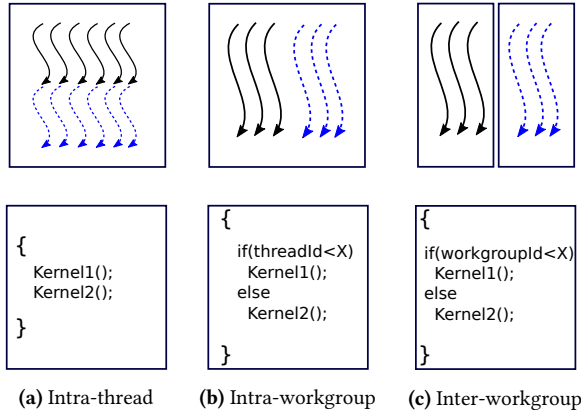 {
Kernel1();
Kernel2();
}
{
if(threadId<X)
Kernel1();
else
Kernel2();
}
{
if(workgroupId<X)
Kernel1();
else
Kernel2();
}
(a) Intra-thread
(b) Intra-workgroup
(c) Inter-workgroup